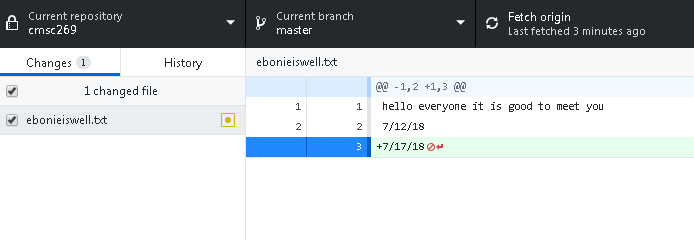 Current repository
cmsc269
Current branch
master
Fetch origin
Last fetched 3 minutes ago
Changes 1
History
1 changed file
ebonieiswell.txt
ebonieiswell.txt
@@ -1,2 +1,3 @@
1 1 hello everyone it is good to meet you
2 2 7/12/18
3 +7/17/18